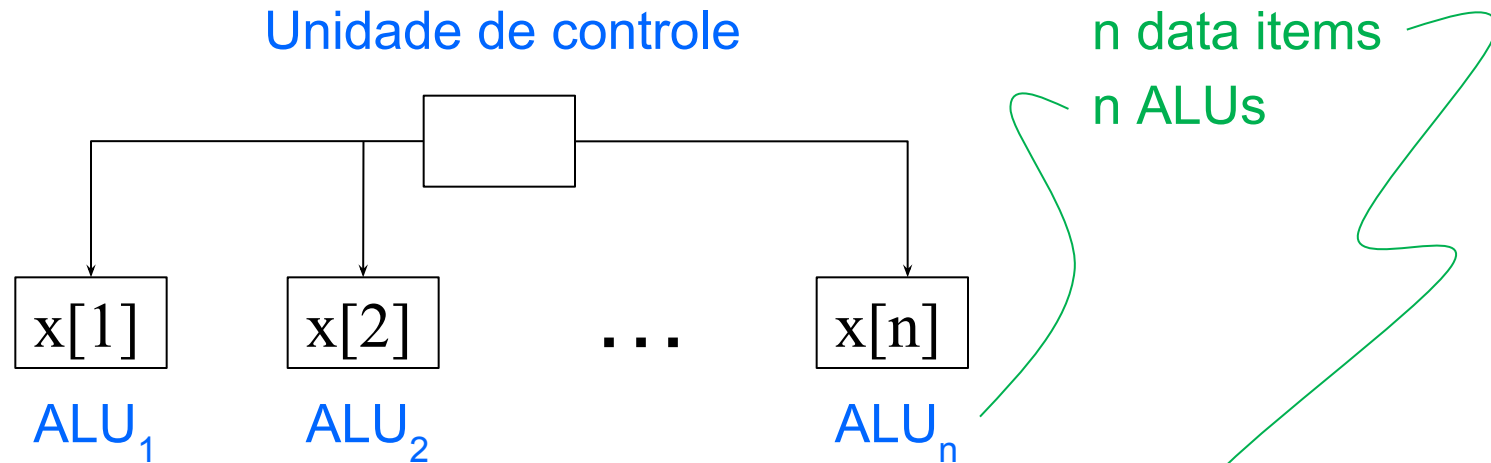 Unidade de controle
n data items
n ALUs
x[1] x[2] ... x[n]
ALU₁ ALU₂ ALUₙ